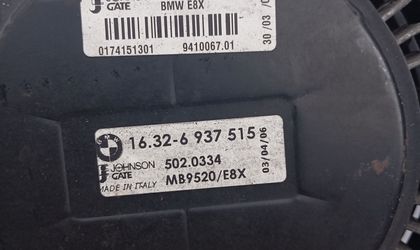 GATE
BMW E8X
0174151301
9410067.01
30/03/
16.32-6 937 515
JOHNSON
GATE
502.0334
MADE IN ITALY
MB9520/E8X
03/04/06